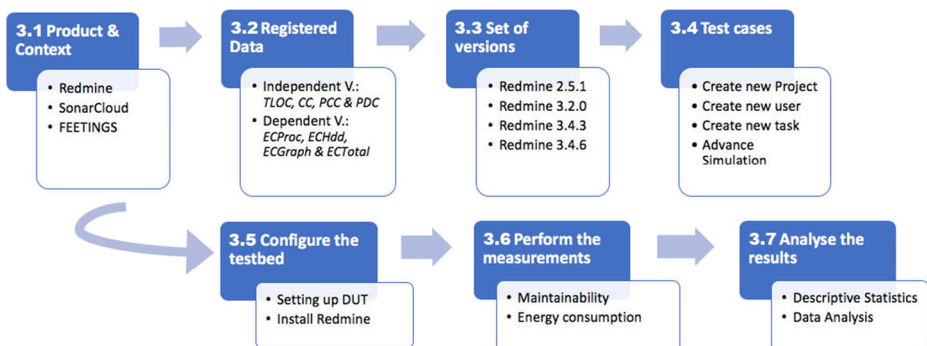 3.1 Product &
Context
• Redmine
• SonarCloud
• FEETINGS
3.2 Registered
Data
• Independent V.:
TLOC, CC, PCC & PDC
• Dependent V.:
ECProc, ECHdd,
ECGraph & ECTotal
3.3 Set of
versions
• Redmine 2.5.1
• Redmine 3.2.0
• Redmine 3.4.3
• Redmine 3.4.6
3.4 Test cases
• Create new Project
• Create new user
• Create new task
• Advance
Simulation
3.5 Configure the
testbed
• Setting up DUT
• Install Redmine
3.6 Perform the
measurements
• Maintainability
• Energy consumption
3.7 Analyse the
results
• Descriptive Statistics
• Data Analysis